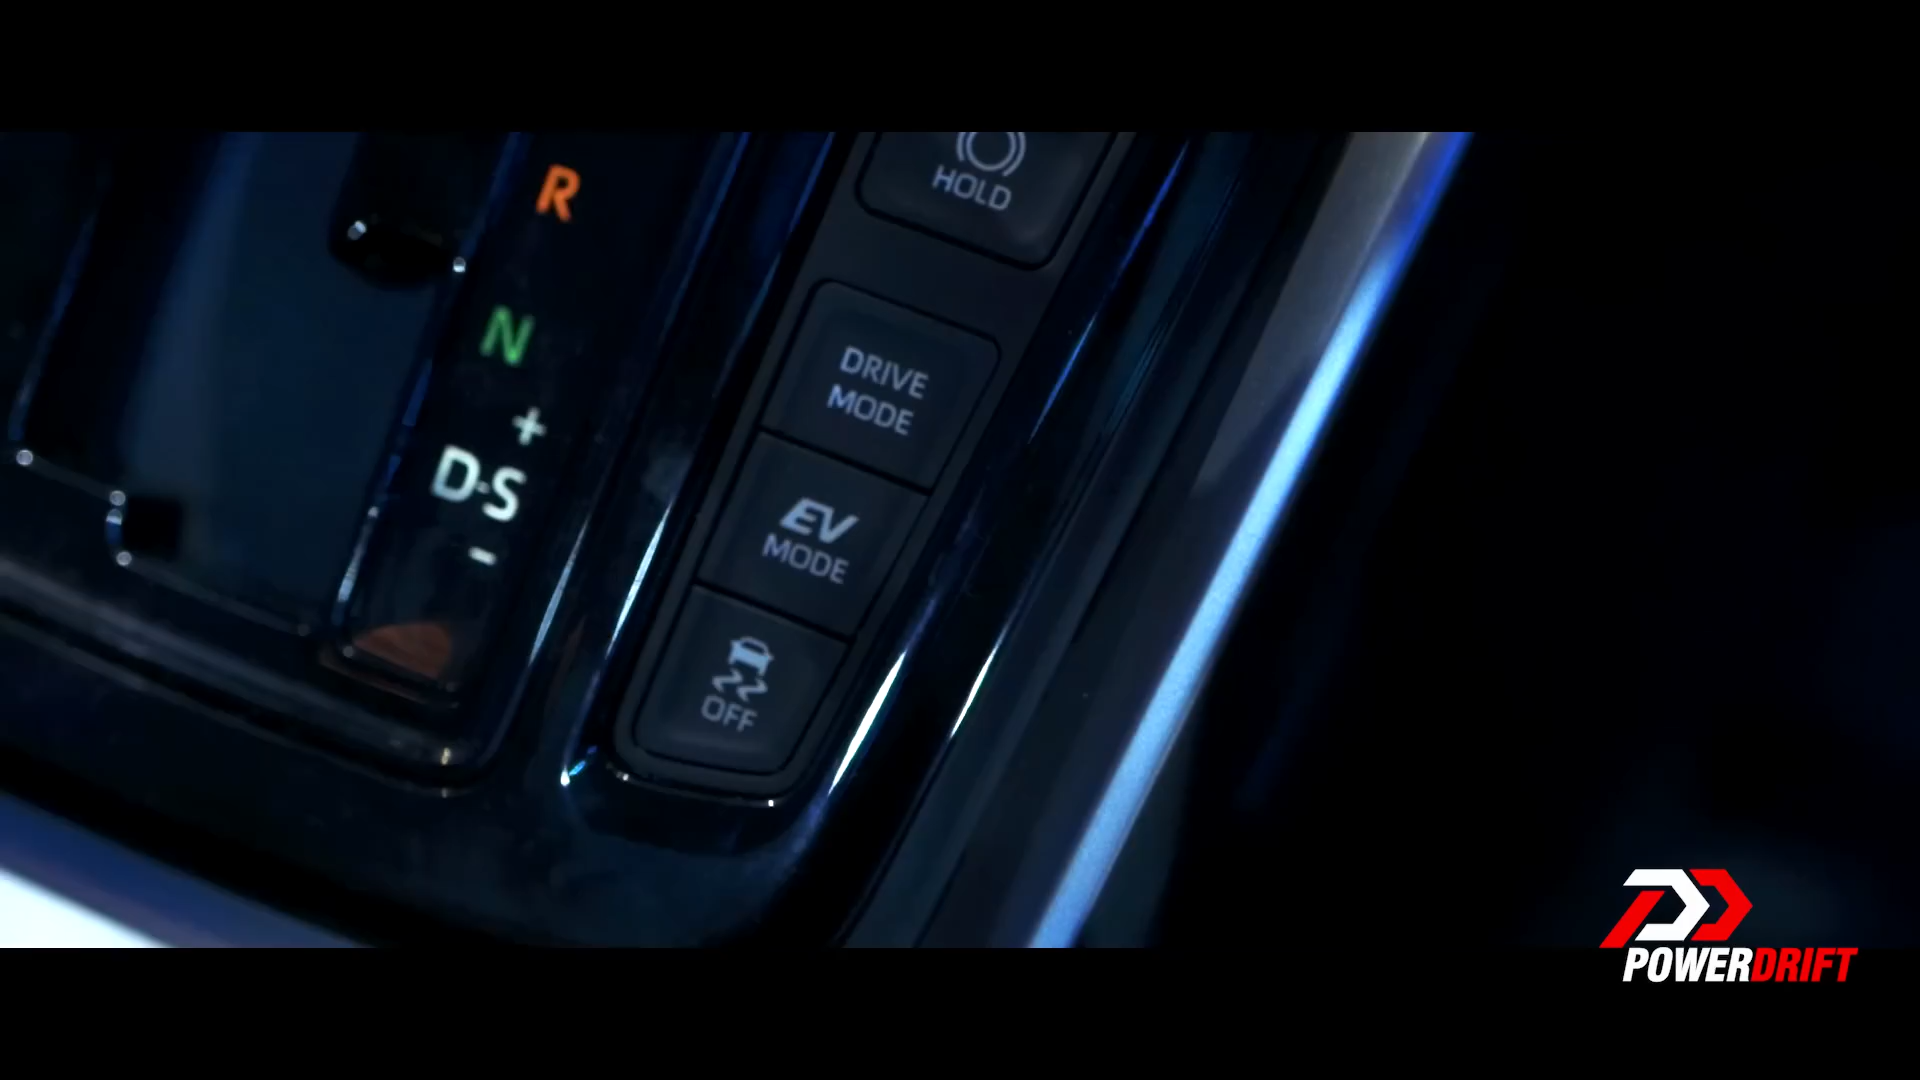 R
N
+
D-S
-
HOLD
DRIVE
MODE
EV
MODE
OFF
POWERDRIFT